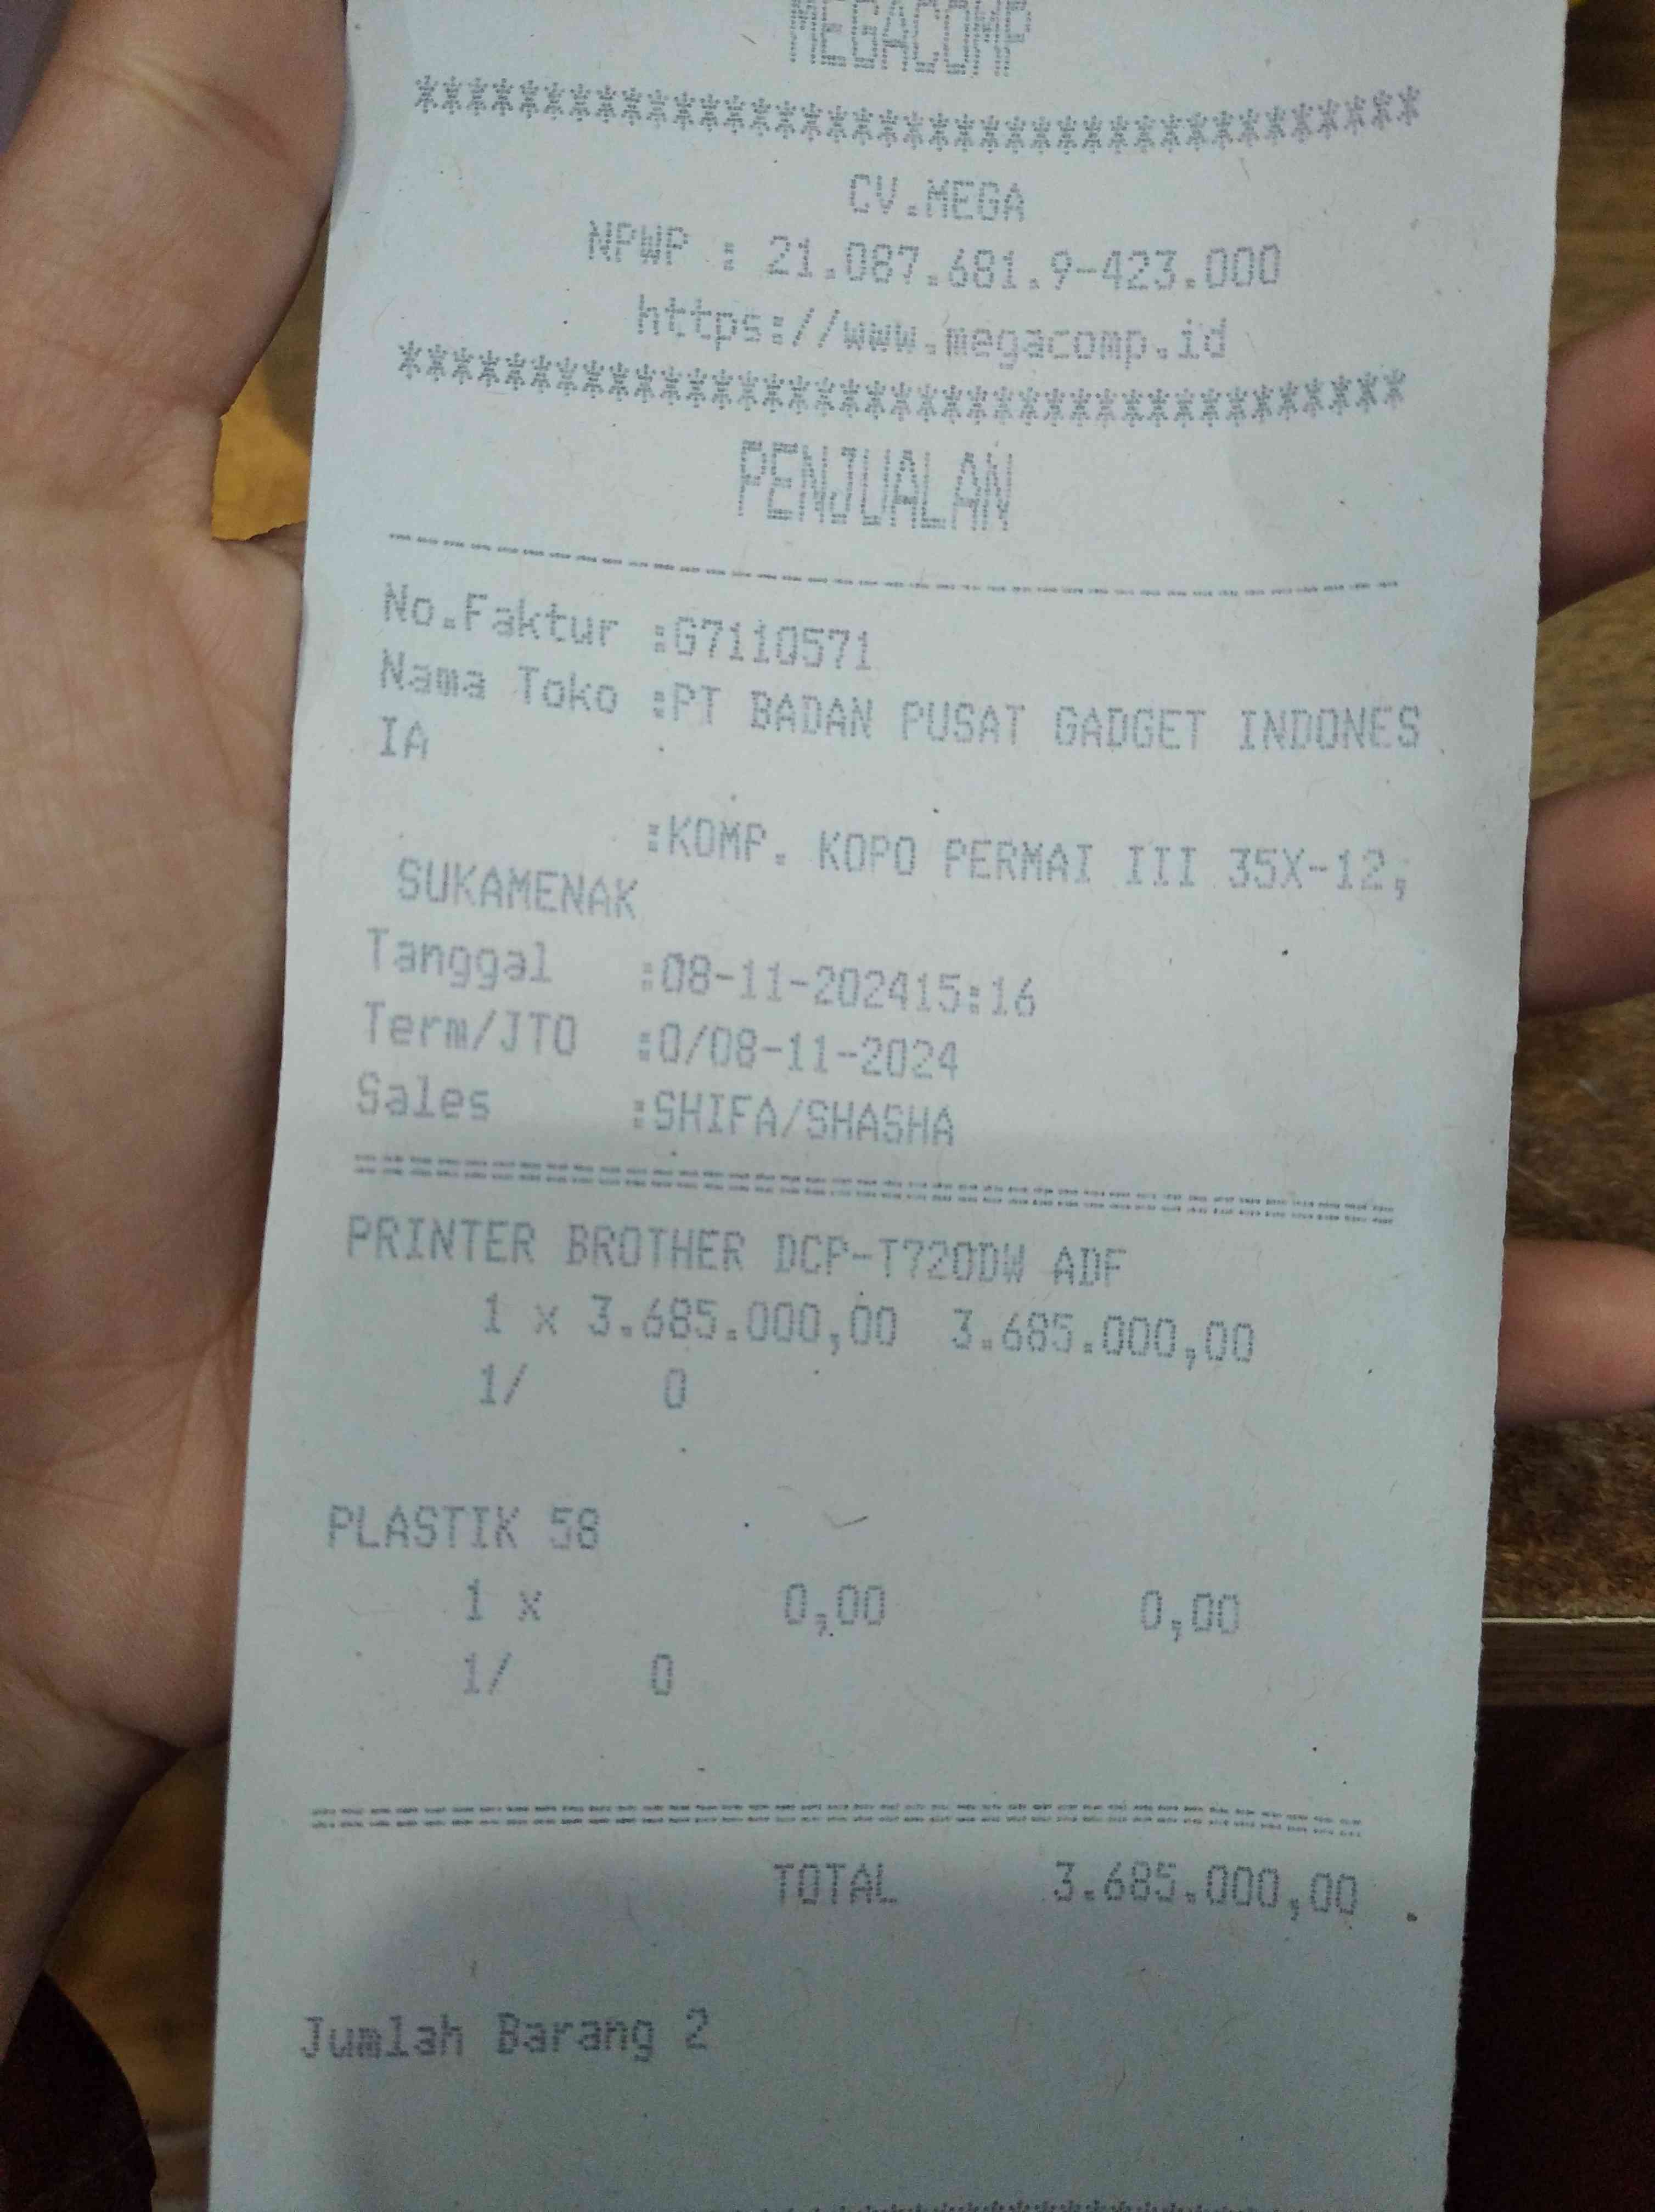 MEGACOMP
***************************************
CV.MEGA
NPWP : 21.087.681.9-423.000
https://www.megacomp.id
***************************************
PENJUALAN
No.Faktur :G7110571
Nama Toko :PT BADAN PUSAT GADGET INDONES
IA
:KOMP. KOPO PERMAI III 35X-12,
SUKAMENAK
Tanggal :08-11-202415:16
Term/JTO :0/08-11-2024
Sales :SHIFA/SHASHA
PRINTER BROTHER DCP-T720DW ADF
1 x 3.685.000,00 3.685.000,00
1/ 0
PLASTIK 58
1 x 0,00 0,00
1/ 0
TOTAL 3.685.000,00
Jumlah Barang 2